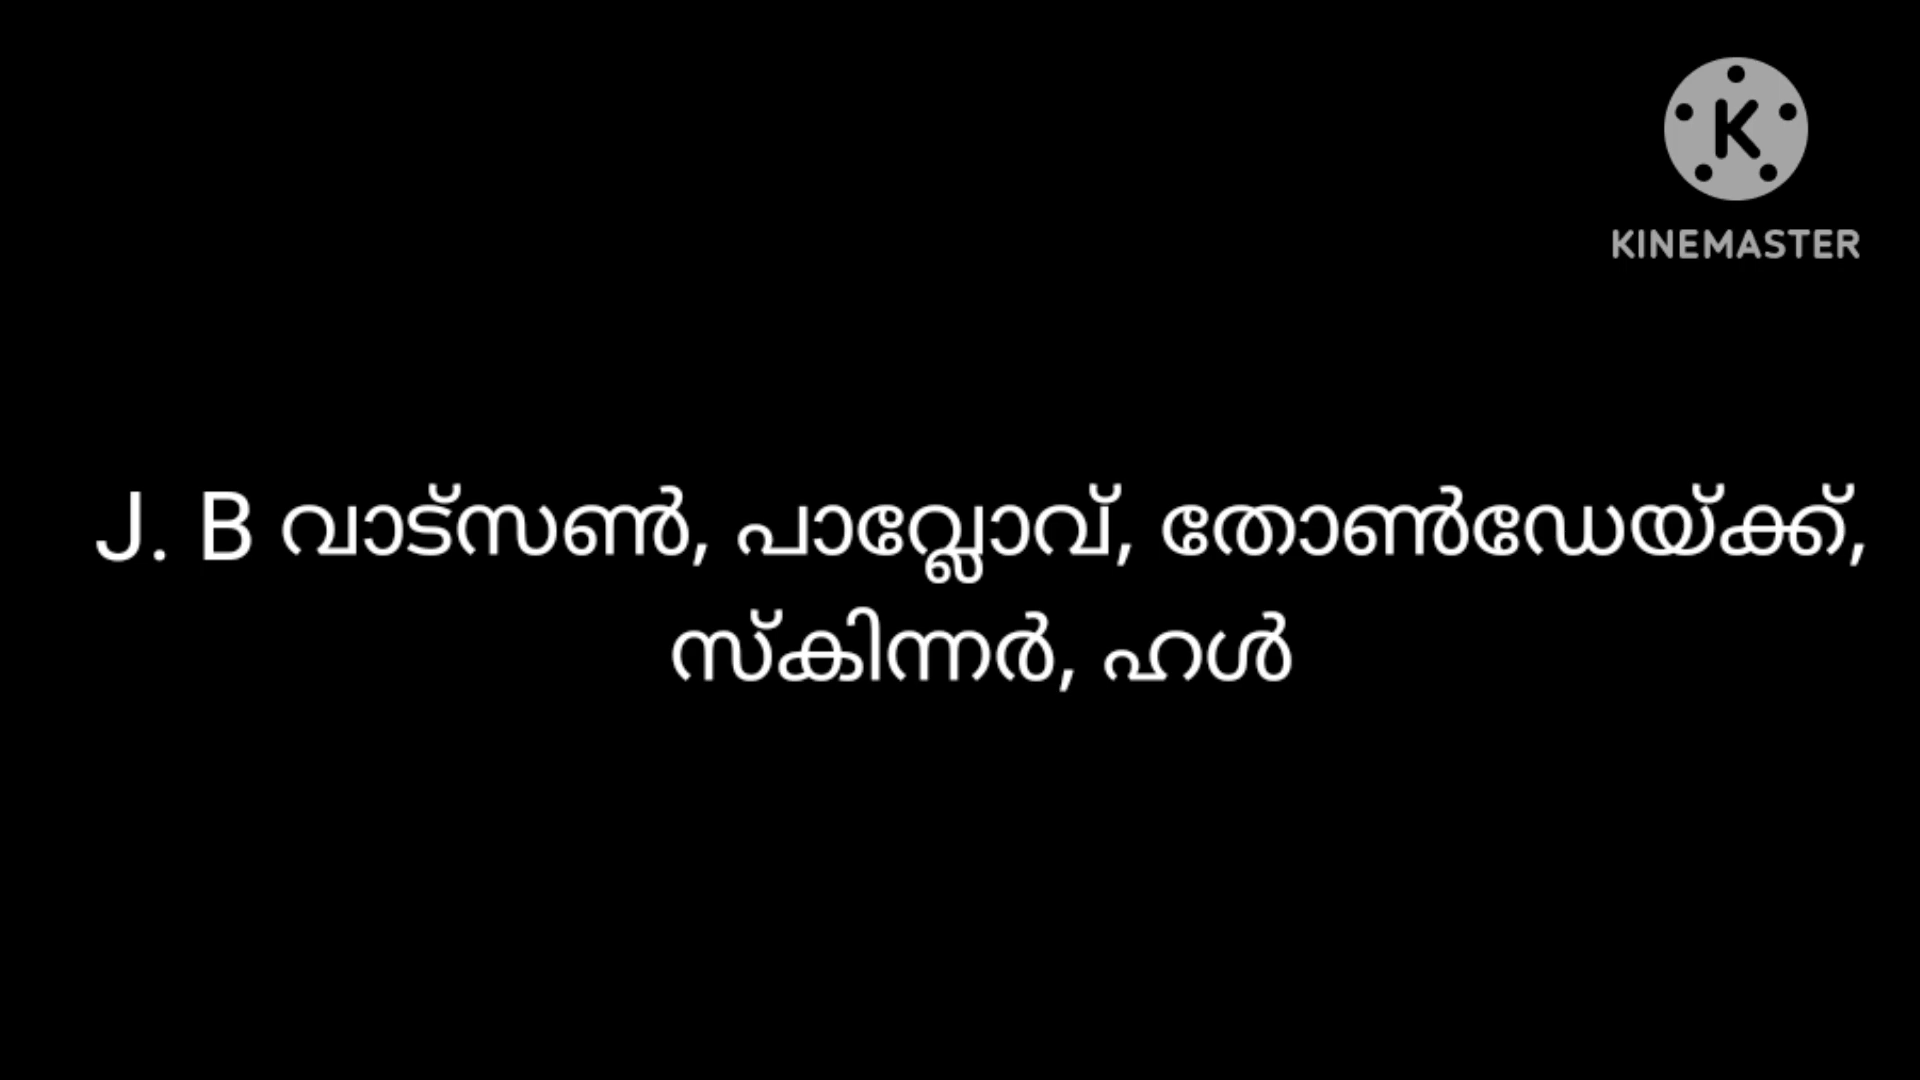 K
KINEMASTER
J. B വാട്സൺ, പാവ്ലോവ്, തോൺഡേയ്ക്ക്,
സ്കിന്നർ, ഹൾ